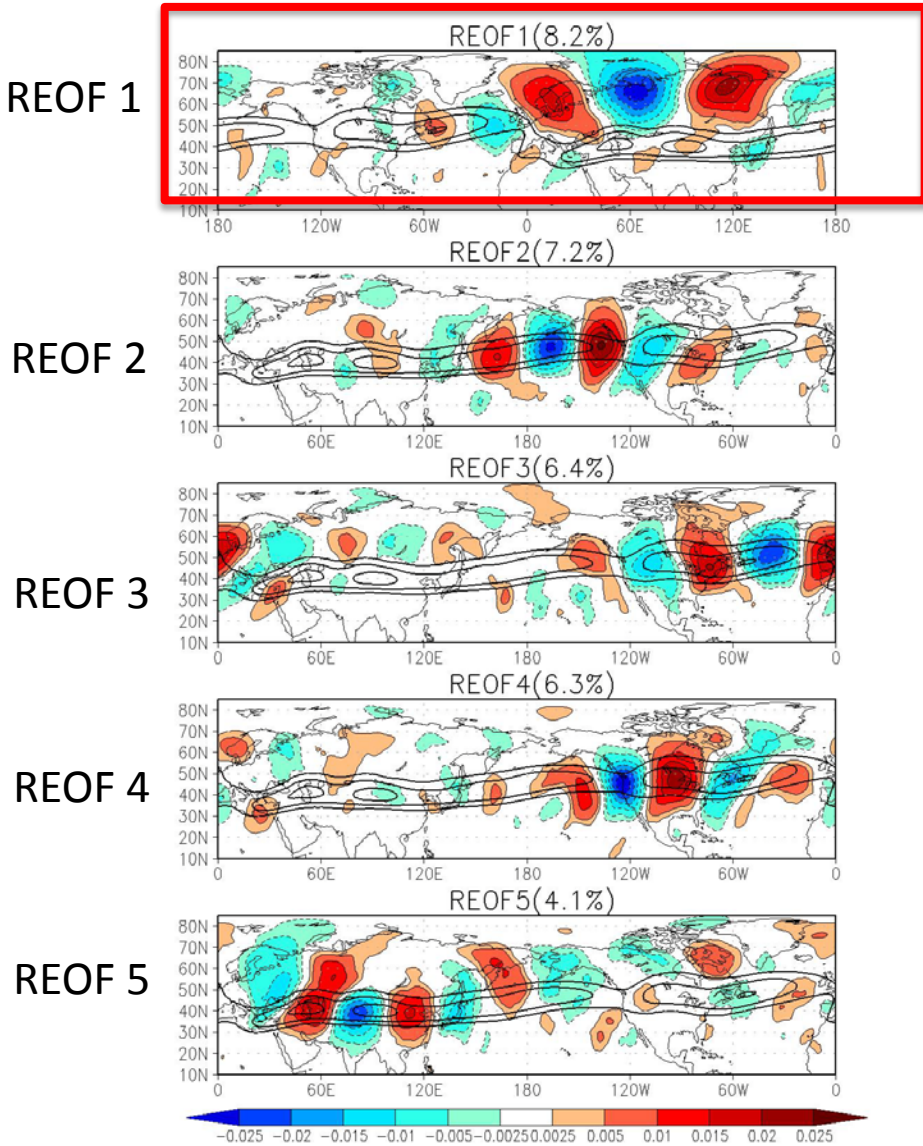 REOF1(8.2%)
REOF 1
80N
70N
60N
50N
40N
30N
20N
10N
180 120W 60W 0 60E 120E 180
REOF2(7.2%)
REOF 2
80N
70N
60N
50N
40N
30N
20N
10N
0 60E 120E 180 120W 60W 0
REOF3(6.4%)
REOF 3
80N
70N
60N
50N
40N
30N
20N
10N
0 60E 120E 180 120W 60W 0
REOF4(6.3%)
REOF 4
80N
70N
60N
50N
40N
30N
20N
10N
0 60E 120E 180 120W 60W 0
REOF5(4.1%)
REOF 5
80N
70N
60N
50N
40N
30N
20N
10N
0 60E 120E 180 120W 60W 0
-0.025 -0.02 -0.015 -0.01 -0.005 -0.0025 0.0025 0.005 0.01 0.015 0.02 0.025